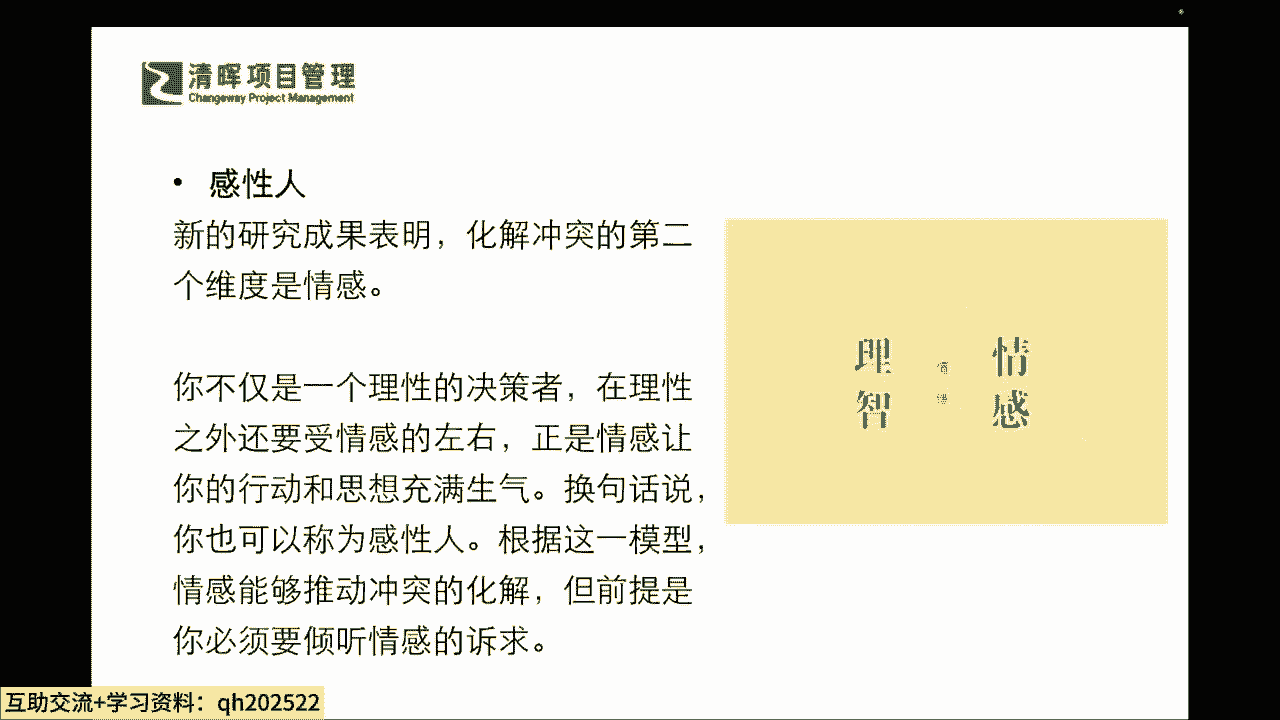 清晖项目管理
Changeway Project Management
• 感性人
新的研究成果表明，化解冲突的第二
个维度是情感。
你不仅是一个理性的决策者，在理性
之外还要受情感的左右，正是情感让
你的行动和思想充满生气。换句话说，
你也可以称为感性人。根据这一模型，
情感能够推动冲突的化解，但前提是
你必须要倾听情感的诉求。
理智
情感
互助交流+学习资料：qh202522